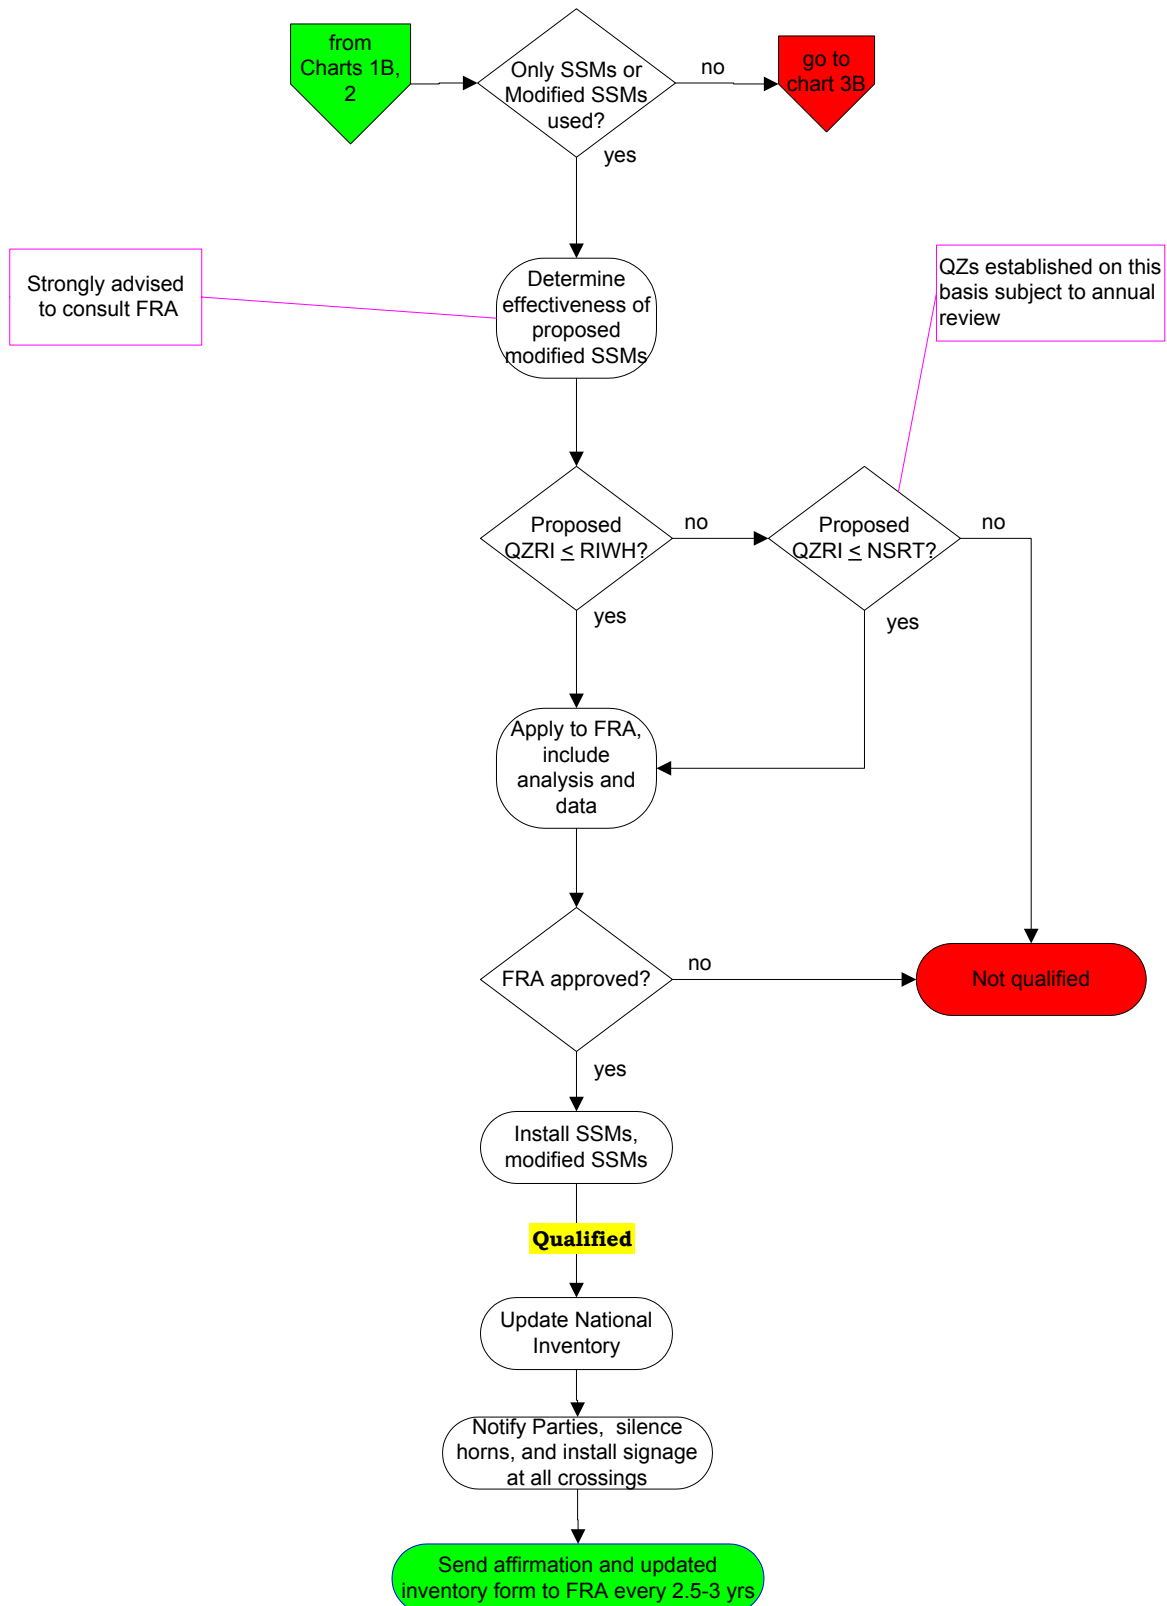 from
Charts 1B,
2
Only SSMs or
Modified SSMs
used?
no
go to
chart 3B
yes
Strongly advised
to consult FRA
Determine
effectiveness of
proposed
modified SSMs
QZs established on this
basis subject to annual
review
Proposed
QZRI ≤ RIWH?
no
Proposed
QZRI ≤ NSRT?
no
yes
yes
Apply to FRA,
include
analysis and
data
FRA approved?
no
Not qualified
yes
Install SSMs,
modified SSMs
Qualified
Update National
Inventory
Notify Parties, silence
horns, and install signage
at all crossings
Send affirmation and updated
inventory form to FRA every 2.5-3 yrs